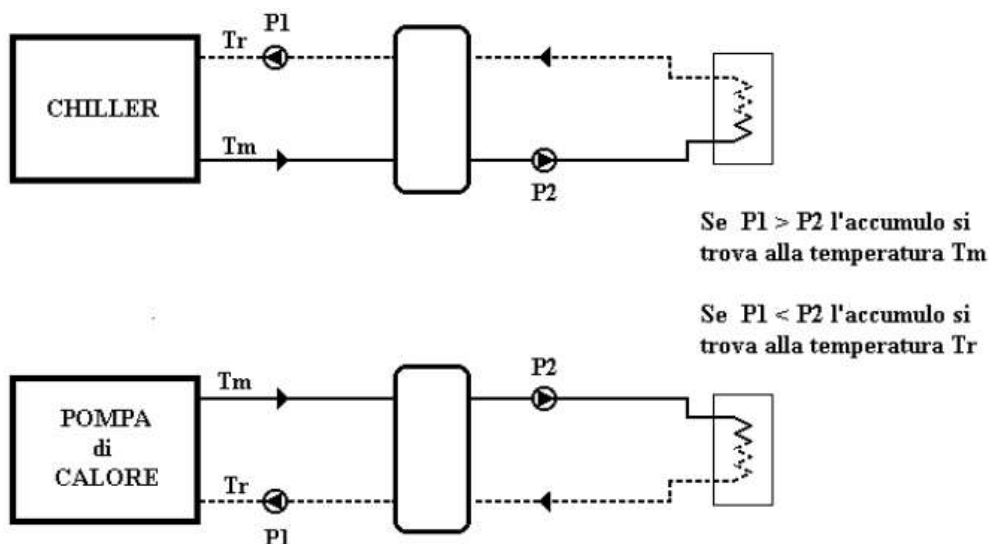 P1
Tr
CHILLER
Tm
P2
Se P1 > P2 l'accumulo si
trova alla temperatura Tm
Se P1 < P2 l'accumulo si
trova alla temperatura Tr
Tm
P2
POMPA
di
CALORE
Tr
P1